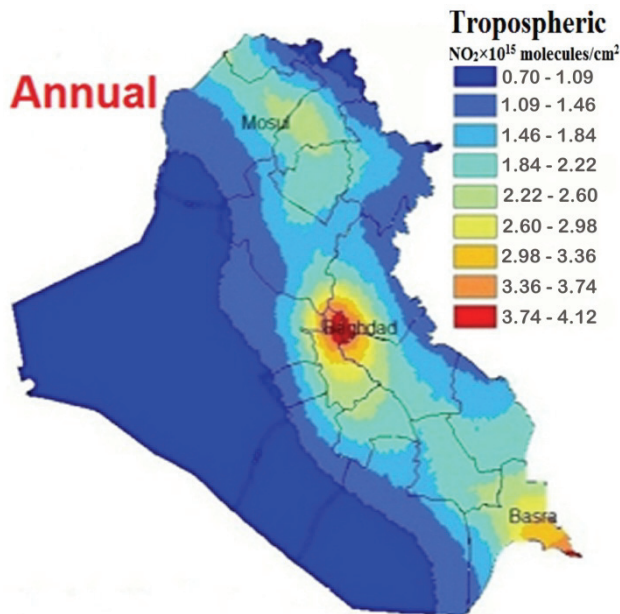 Tropospheric
NO₂×10¹⁵ molecules/cm²
Annual
0.70 - 1.09
1.09 - 1.46
1.46 - 1.84
1.84 - 2.22
2.22 - 2.60
2.60 - 2.98
2.98 - 3.36
3.36 - 3.74
3.74 - 4.12
Mosul
Baghdad
Basra